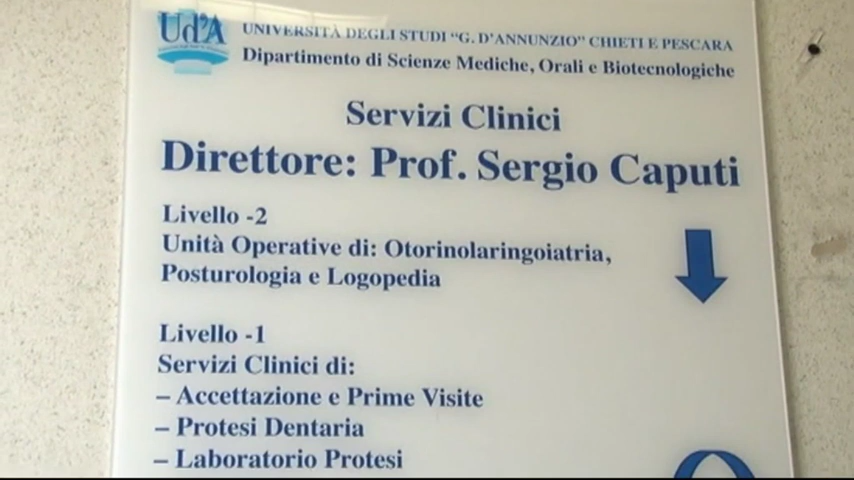 Ud'A
UNIVERSITÀ DEGLI STUDI "G. D'ANNUNZIO" CHIETI E PESCARA
Dipartimento di Scienze Mediche, Orali e Biotecnologiche
Servizi Clinici
Direttore: Prof. Sergio Caputi
Livello -2
Unità Operative di: Otorinolaringoiatria,
Posturologia e Logopedia
Livello -1
Servizi Clinici di:
– Accettazione e Prime Visite
– Protesi Dentaria
– Laboratorio Protesi